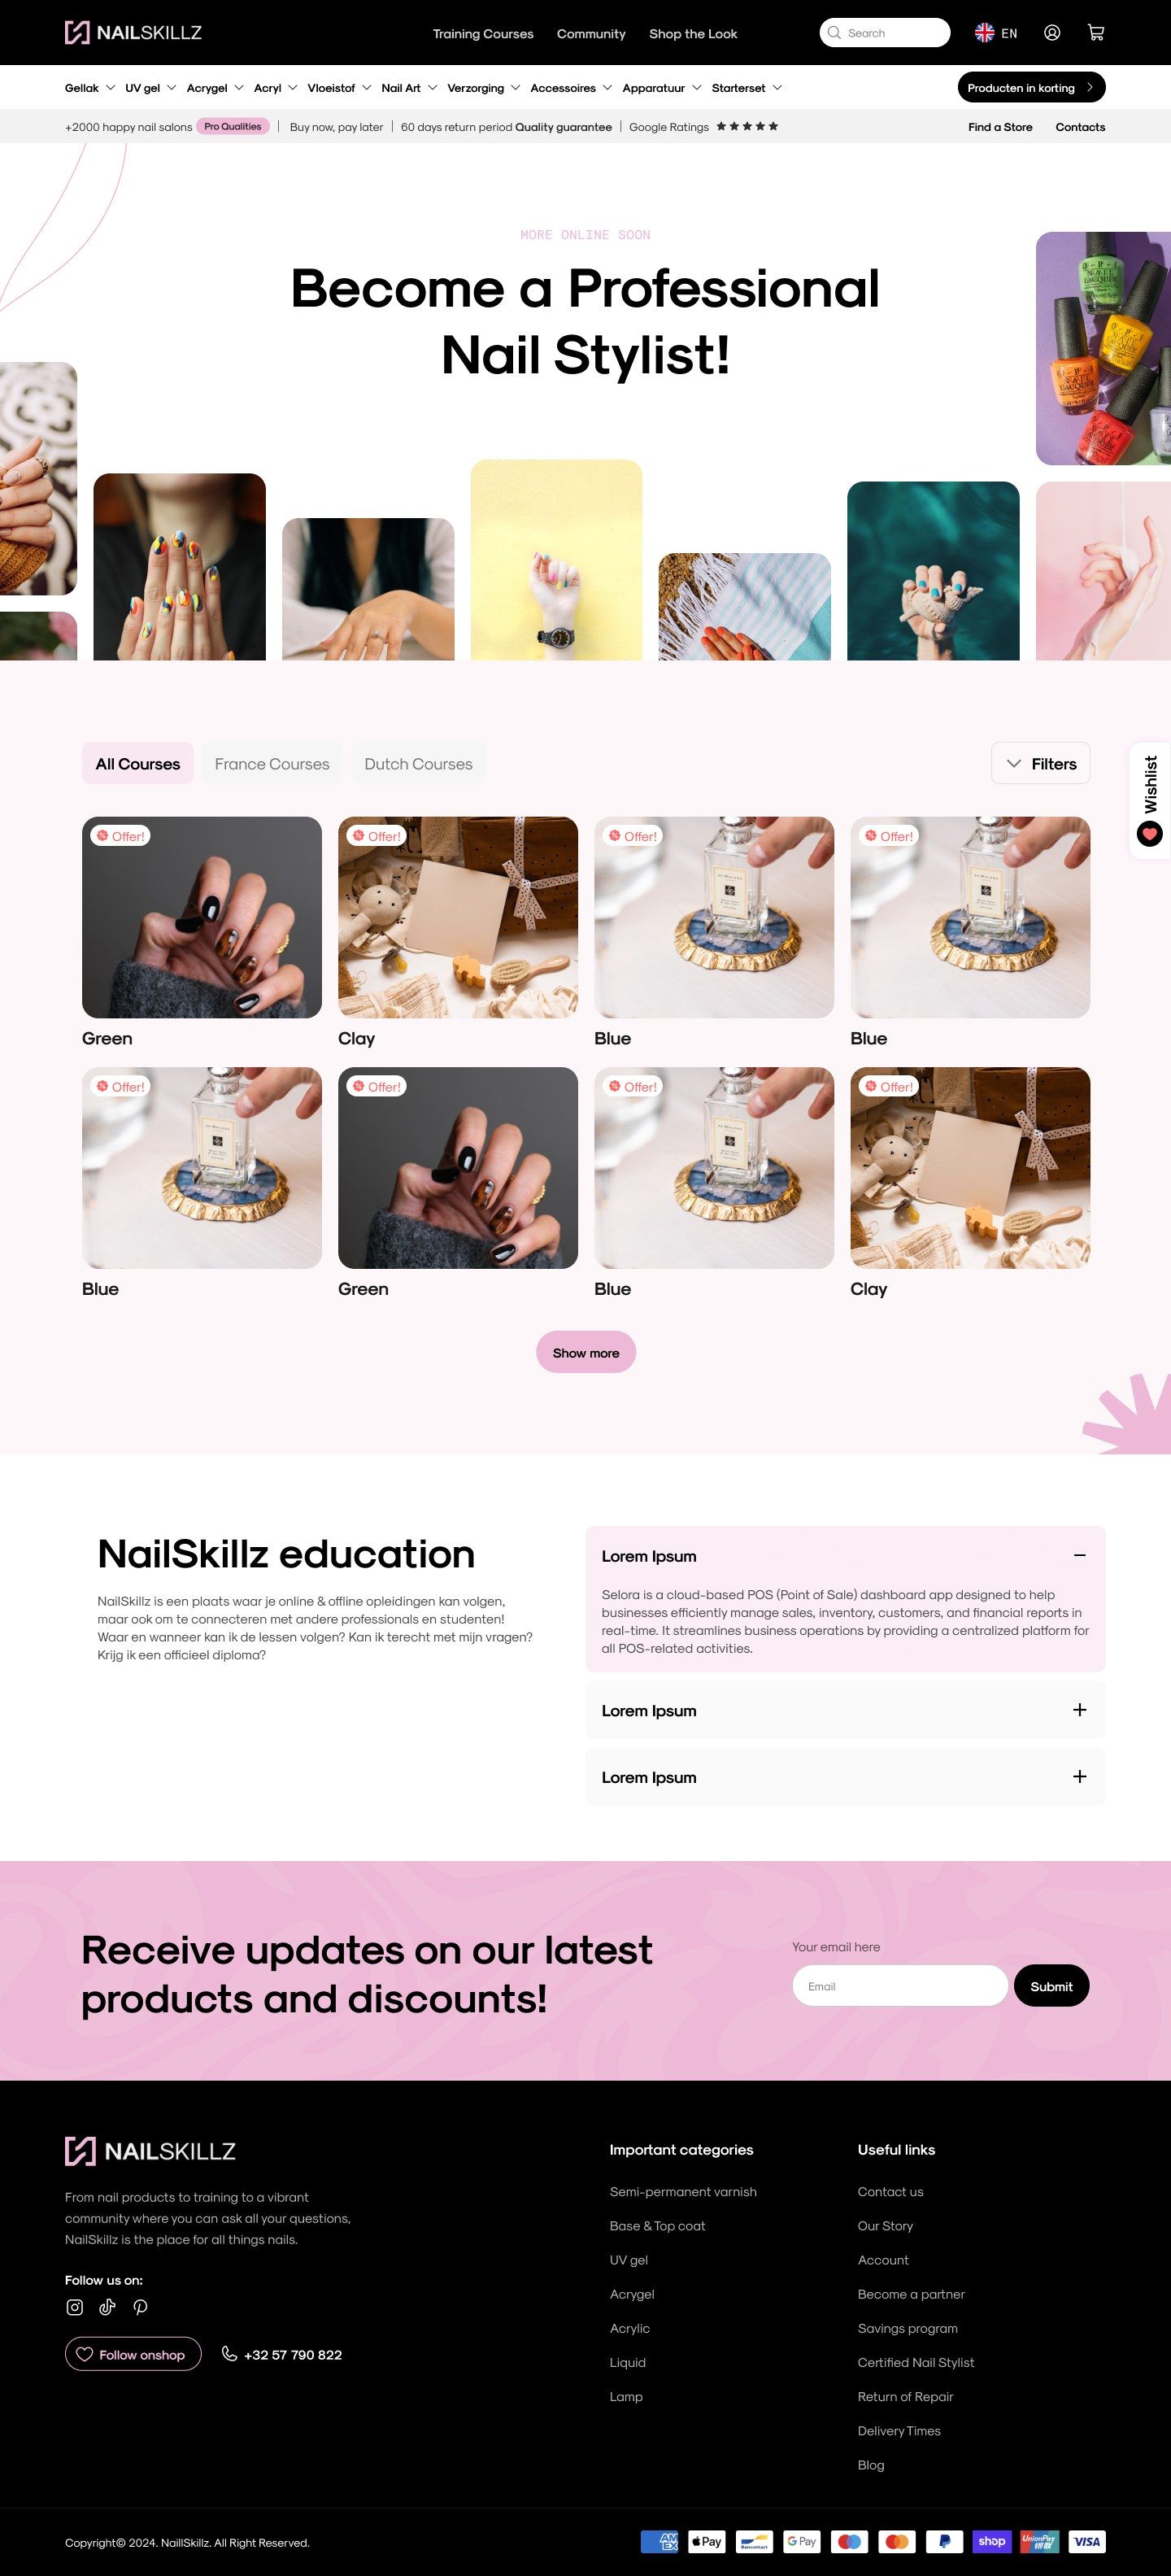 NAILSKILLZ
Training Courses Community Shop the Look
Search
EN
Gellak UV gel Acrygel Acryl Vloeistof Nail Art Verzorging Accessoires Apparatuur Starterset
Producten in korting
+2000 happy nail salons Pro Qualities Buy now, pay later 60 days return period Quality guarantee Google Ratings
Find a Store Contacts
MORE ONLINE SOON
Become a Professional
Nail Stylist!
All Courses France Courses Dutch Courses
Filters
Wishlist
Offer! Offer! Offer! Offer!
Green Clay Blue Blue
Offer! Offer! Offer! Offer!
Blue Green Blue Clay
Show more
NailSkillz education
NailSkillz is een plaats waar je online & offline opleidingen kan volgen,
maar ook om te connecteren met andere professionals en studenten!
Waar en wanneer kan ik de lessen volgen? Kan ik terecht met mijn vragen?
Krijg ik een officieel diploma?
Lorem Ipsum
Selora is a cloud-based POS (Point of Sale) dashboard app designed to help
businesses efficiently manage sales, inventory, customers, and financial reports in
real-time. It streamlines business operations by providing a centralized platform for
all POS-related activities.
Lorem Ipsum
Lorem Ipsum
Receive updates on our latest
products and discounts!
Your email here
Email
Submit
NAILSKILLZ
From nail products to training to a vibrant
community where you can ask all your questions,
NailSkillz is the place for all things nails.
Follow us on:
Follow onshop
+32 57 790 822
Important categories
Semi-permanent varnish
Base & Top coat
UV gel
Acrygel
Acrylic
Liquid
Lamp
Useful links
Contact us
Our Story
Account
Become a partner
Savings program
Certified Nail Stylist
Return of Repair
Delivery Times
Blog
Copyright© 2024. NaillSkillz. All Right Reserved.
AMEX Pay Bancontact G Pay shop UnionPay 银联 VISA